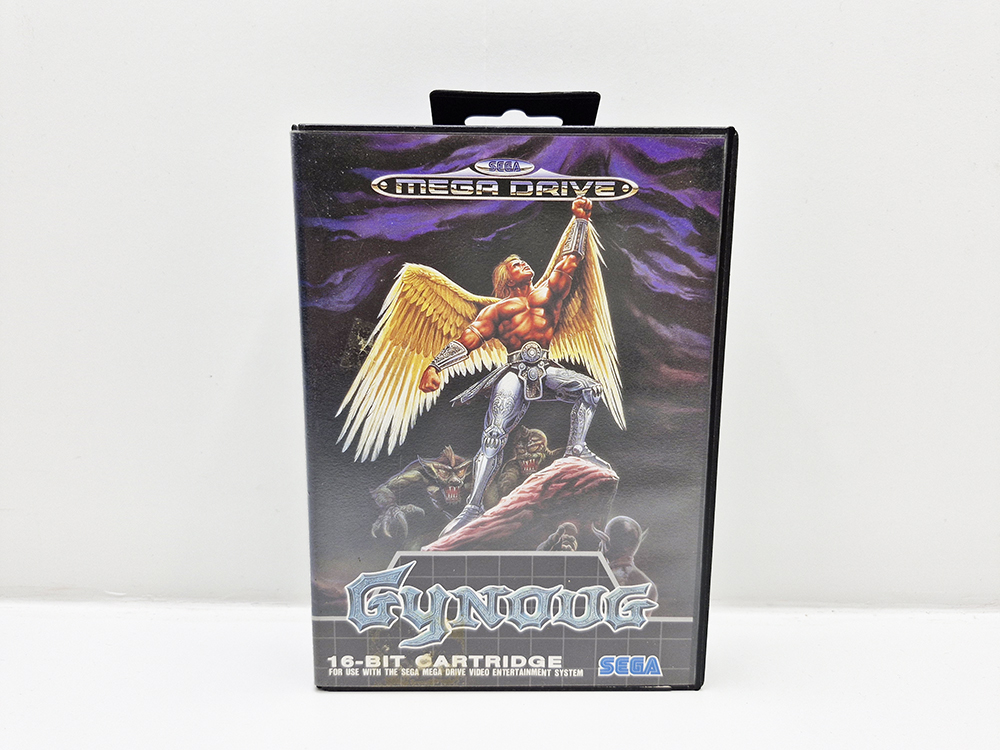 SEGA
MEGA DRIVE
GYNOUG
16-BIT CARTRIDGE
FOR USE WITH THE SEGA MEGA DRIVE VIDEO ENTERTAINMENT SYSTEM
SEGA